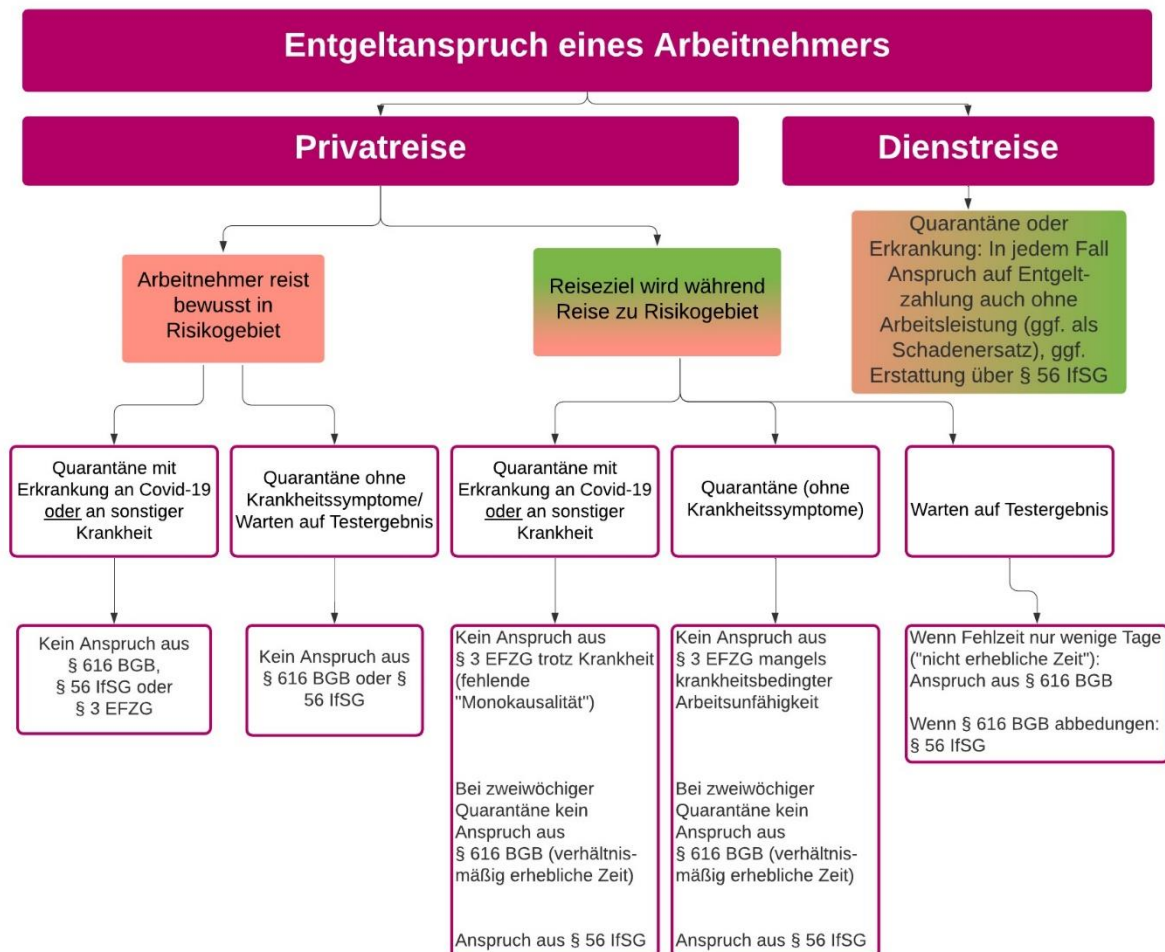 Entgeltanspruch eines Arbeitnehmers
Privatreise
Dienstreise
Arbeitnehmer reist
bewusst in
Risikogebiet
Reiseziel wird während
Reise zu Risikogebiet
Quarantäne oder
Erkrankung: In jedem Fall
Anspruch auf Entgelt-
zahlung auch ohne
Arbeitsleistung (ggf. als
Schadenersatz), ggf.
Erstattung über § 56 IfSG
Quarantäne mit
Erkrankung an Covid-19
oder an sonstiger
Krankheit
Quarantäne ohne
Krankheitssymptome/
Warten auf Testergebnis
Quarantäne mit
Erkrankung an Covid-19
oder an sonstiger
Krankheit
Quarantäne (ohne
Krankheitssymptome)
Warten auf Testergebnis
Kein Anspruch aus
§ 616 BGB,
§ 56 IfSG oder
§ 3 EFZG
Kein Anspruch aus
§ 616 BGB oder §
56 IfSG
Kein Anspruch aus
§ 3 EFZG trotz Krankheit
(fehlende
"Monokausalität")
Bei zweiwöchiger
Quarantäne kein
Anspruch aus
§ 616 BGB (verhältnis-
mäßig erhebliche Zeit)
Anspruch aus § 56 IfSG
Kein Anspruch aus
§ 3 EFZG mangels
krankheitsbedingter
Arbeitsunfähigkeit
Bei zweiwöchiger
Quarantäne kein
Anspruch aus
§ 616 BGB (verhältnis-
mäßig erhebliche Zeit)
Anspruch aus § 56 IfSG
Wenn Fehlzeit nur wenige Tage
("nicht erhebliche Zeit"):
Anspruch aus § 616 BGB
Wenn § 616 BGB abbedungen:
§ 56 IfSG